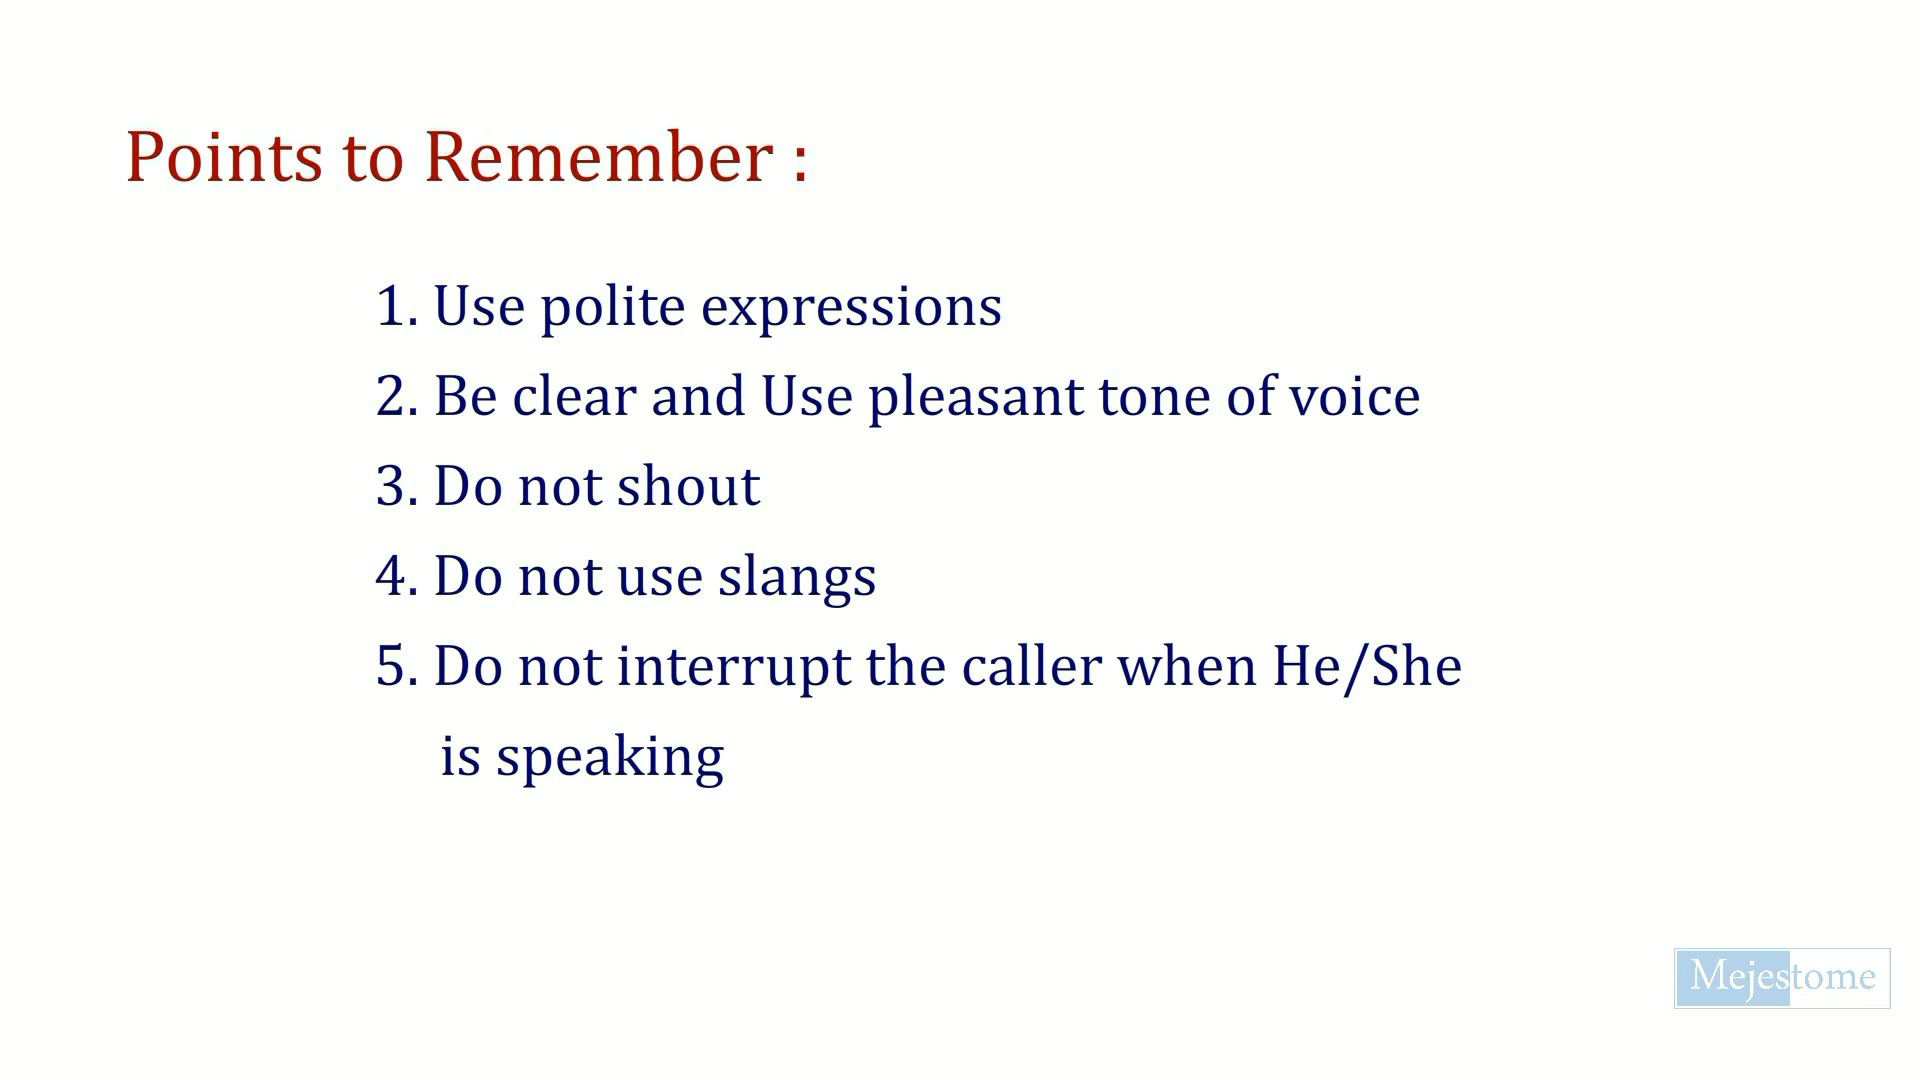 Points to Remember :
1. Use polite expressions
2. Be clear and Use pleasant tone of voice
3. Do not shout
4. Do not use slangs
5. Do not interrupt the caller when He/She
is speaking
Mejestome